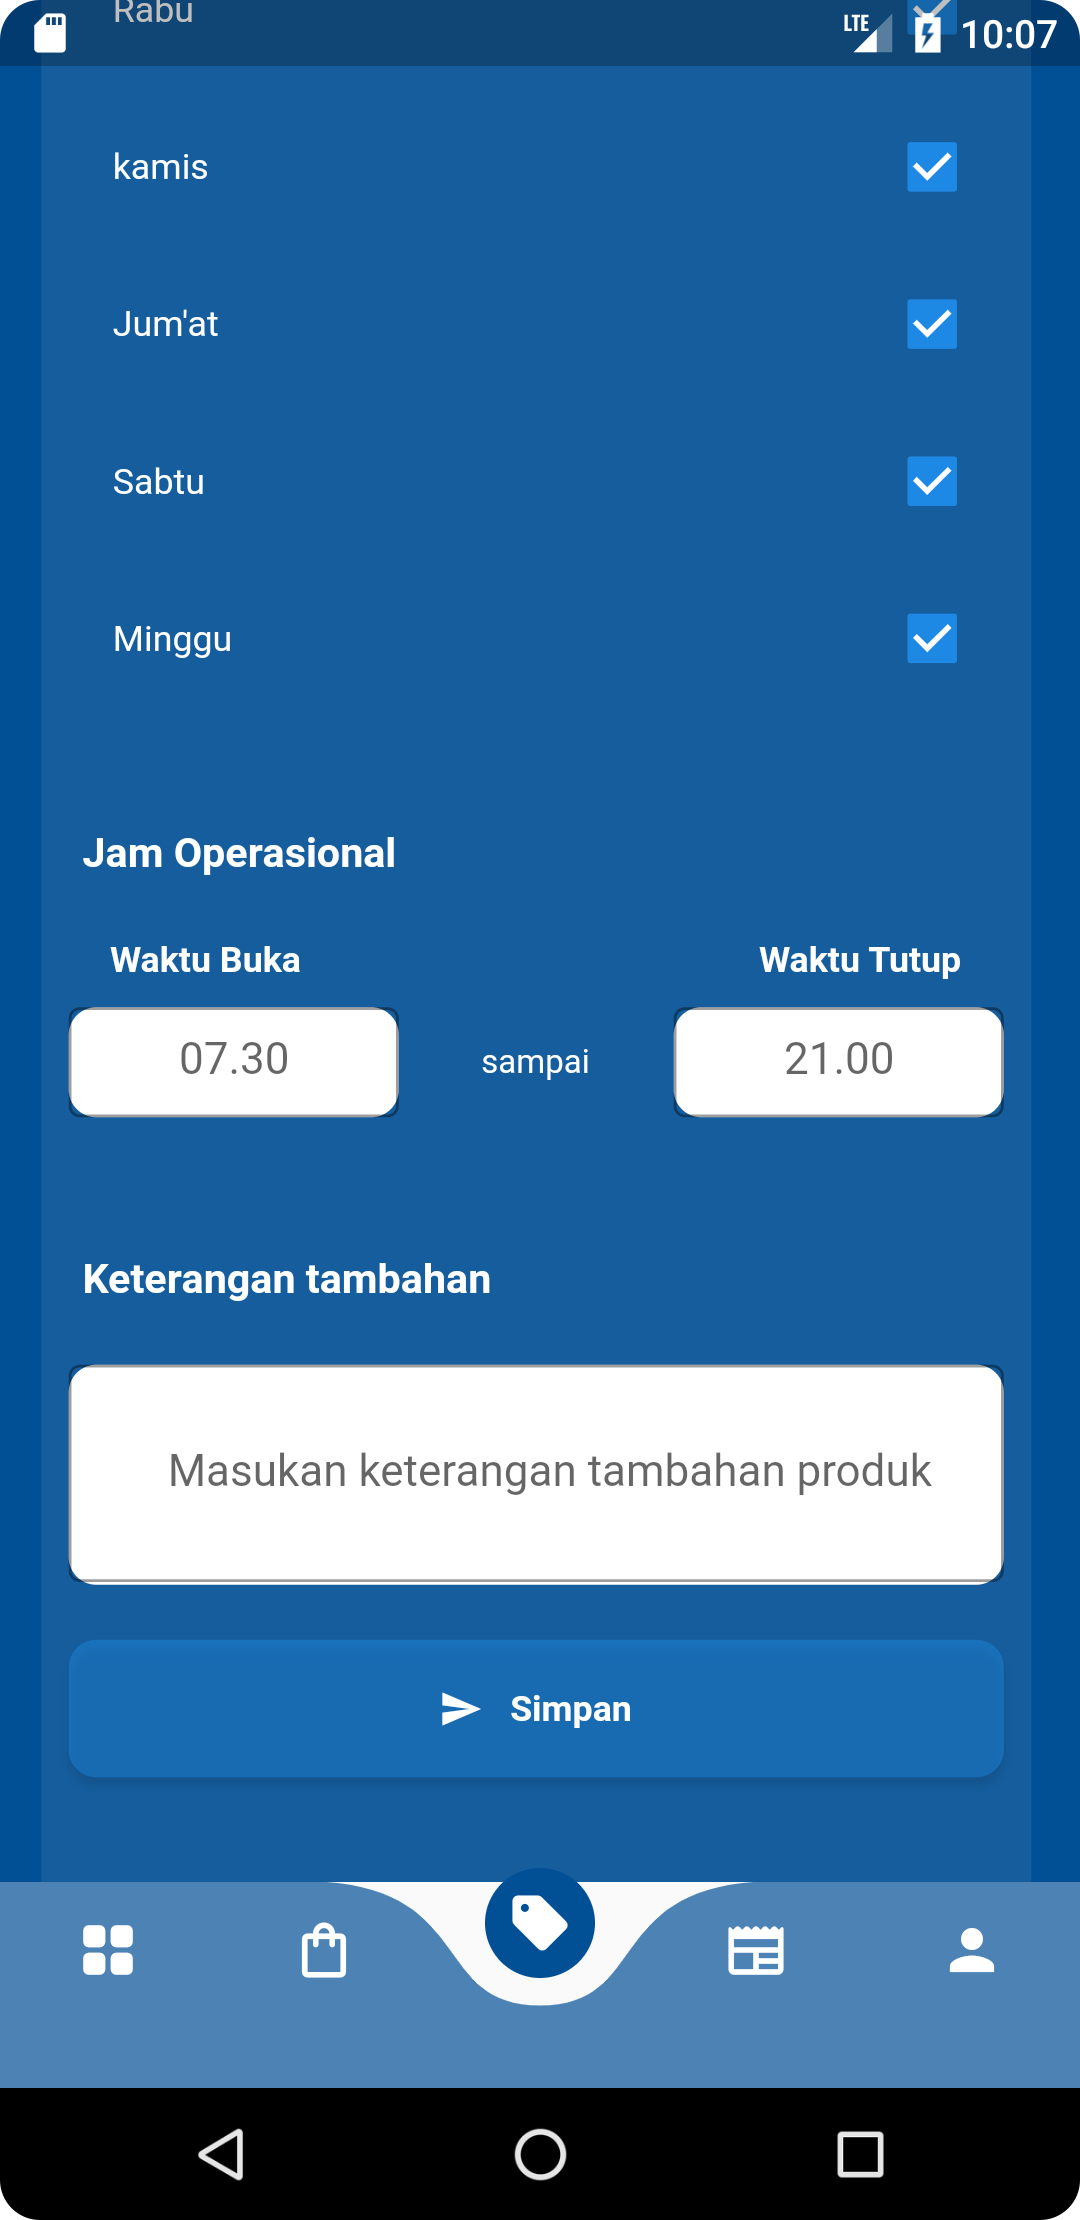 Rabu
LTE 10:07
kamis
Jum'at
Sabtu
Minggu
Jam Operasional
Waktu Buka Waktu Tutup
07.30 sampai 21.00
Keterangan tambahan
Masukan keterangan tambahan produk
Simpan